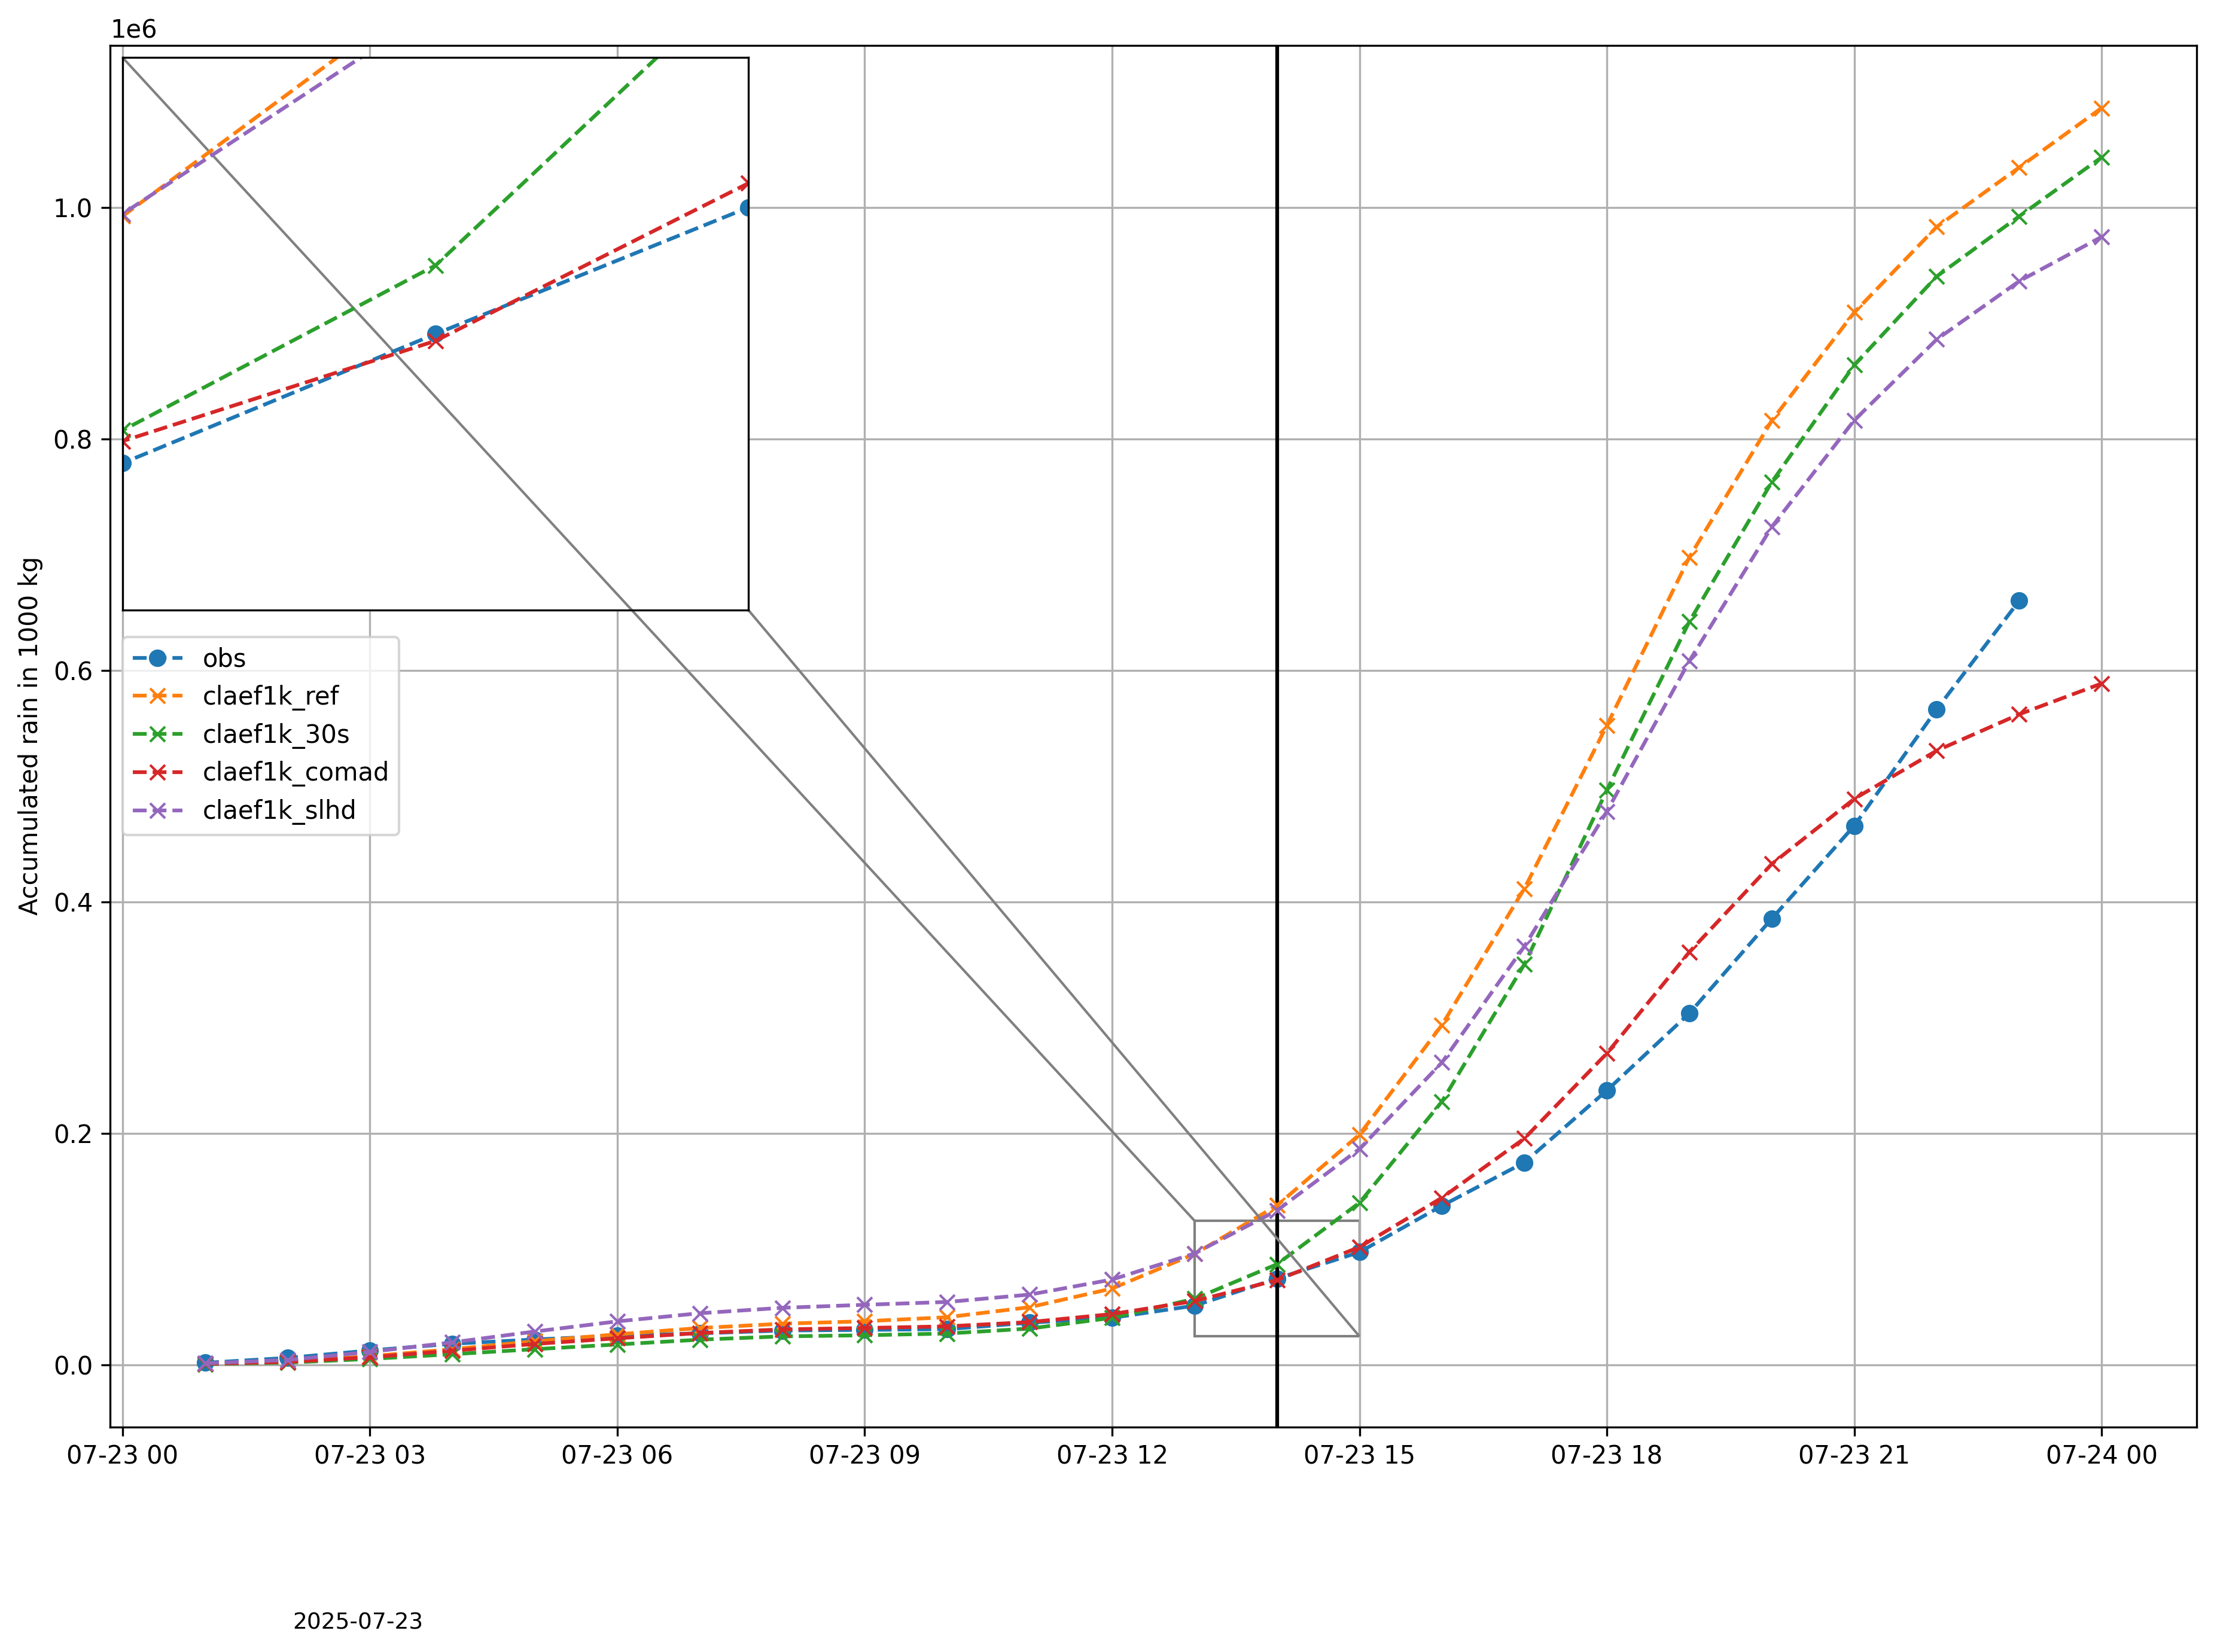 1e6
Accumulated rain in 1000 kg
1.0
0.8
0.6
0.4
0.2
0.0
obs
claef1k_ref
claef1k_30s
claef1k_comad
claef1k_slhd
07-23 00 07-23 03 07-23 06 07-23 09 07-23 12 07-23 15 07-23 18 07-23 21 07-24 00
2025-07-23